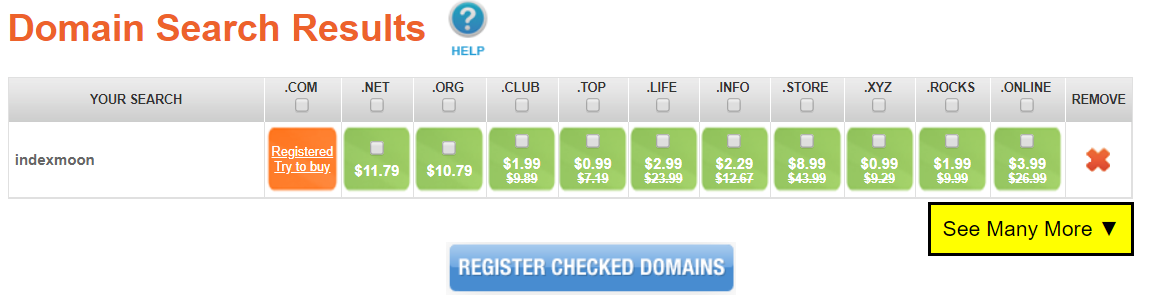 Domain Search Results
HELP
YOUR SEARCH .COM .NET .ORG .CLUB .TOP .LIFE .INFO .STORE .XYZ .ROCKS .ONLINE REMOVE
indexmoon Registered Try to buy $11.79 $10.79 $1.99 $9.89 $0.99 $7.19 $2.99 $23.99 $2.29 $12.67 $8.99 $43.99 $0.99 $9.29 $1.99 $9.99 $3.99 $26.99
See Many More ▼
REGISTER CHECKED DOMAINS